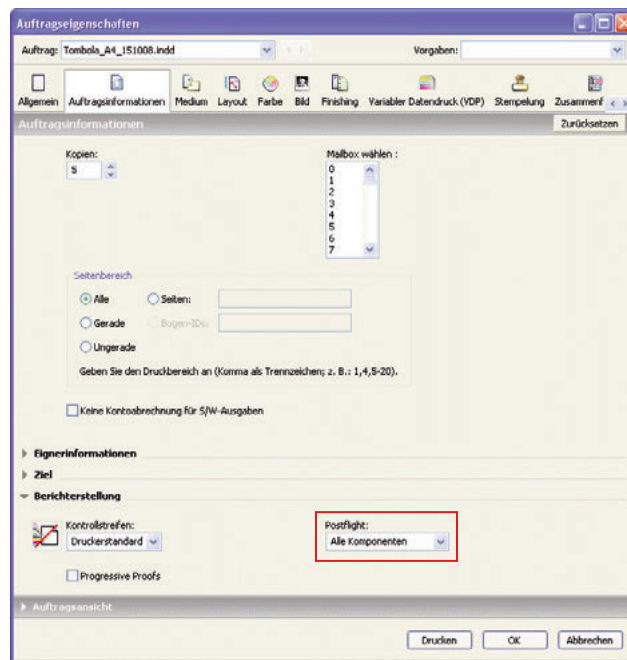 Auftragseigenschaften
Auftrag: Tombola_A4_151008.indd Vorgaben:
Allgemein Auftragsinformationen Medium Layout Farbe Bild Finishing Variabler Datendruck (VDP) Stempelung Zusammenf
Auftragsinformationen Zurücksetzen
Kopien: Mailbox wählen :
5 0
1
2
3
4
5
6
7
Seitenbereich
Alle Seiten:
Gerade Bogen-IDs:
Ungerade
Geben Sie den Druckbereich an (Komma als Trennzeichen; z. B.: 1,4,5-20).
Keine Kontoabrechnung für S/W-Ausgaben
Eignerinformationen
Ziel
Berichterstellung
Kontrollstreifen: Postflight:
Druckerstandard Alle Komponenten
Progressive Proofs
Auftragsansicht
Drucken OK Abbrechen